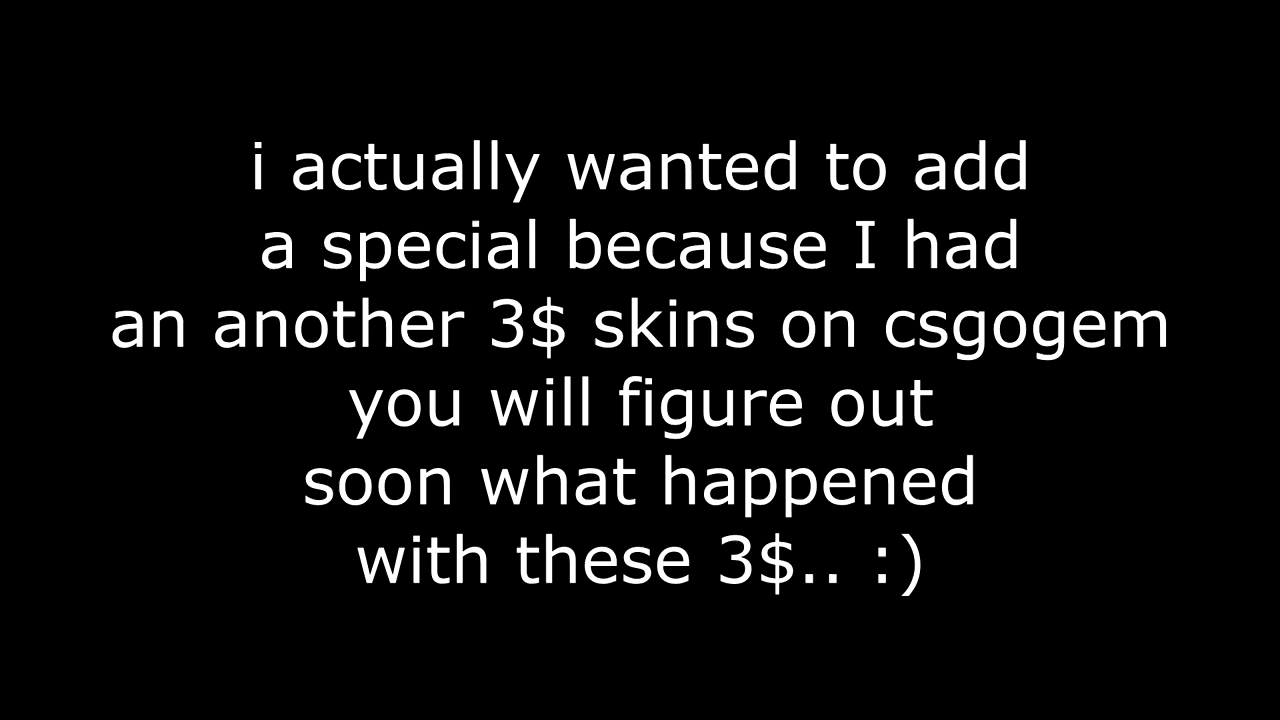 i actually wanted to add
a special because I had
an another 3$ skins on csgogem
you will figure out
soon what happened
with these 3$.. :)